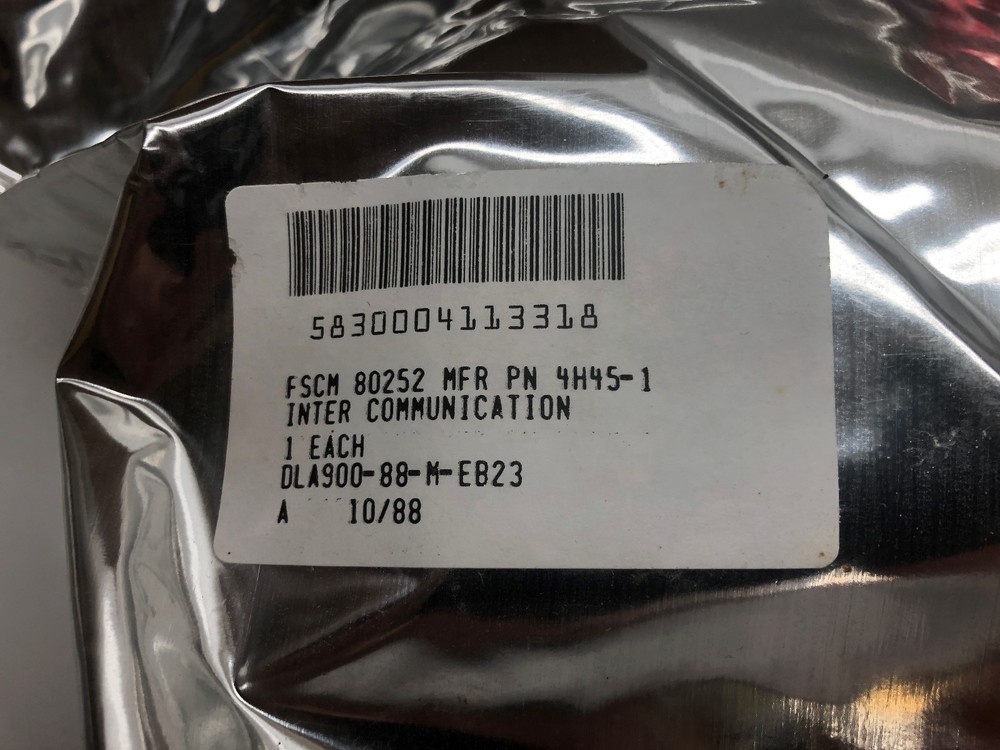 5830004113318
FSCM 80252 MFR PN 4H45-1
INTER COMMUNICATION
1 EACH
DLA900-88-M-EB23
A 10/88